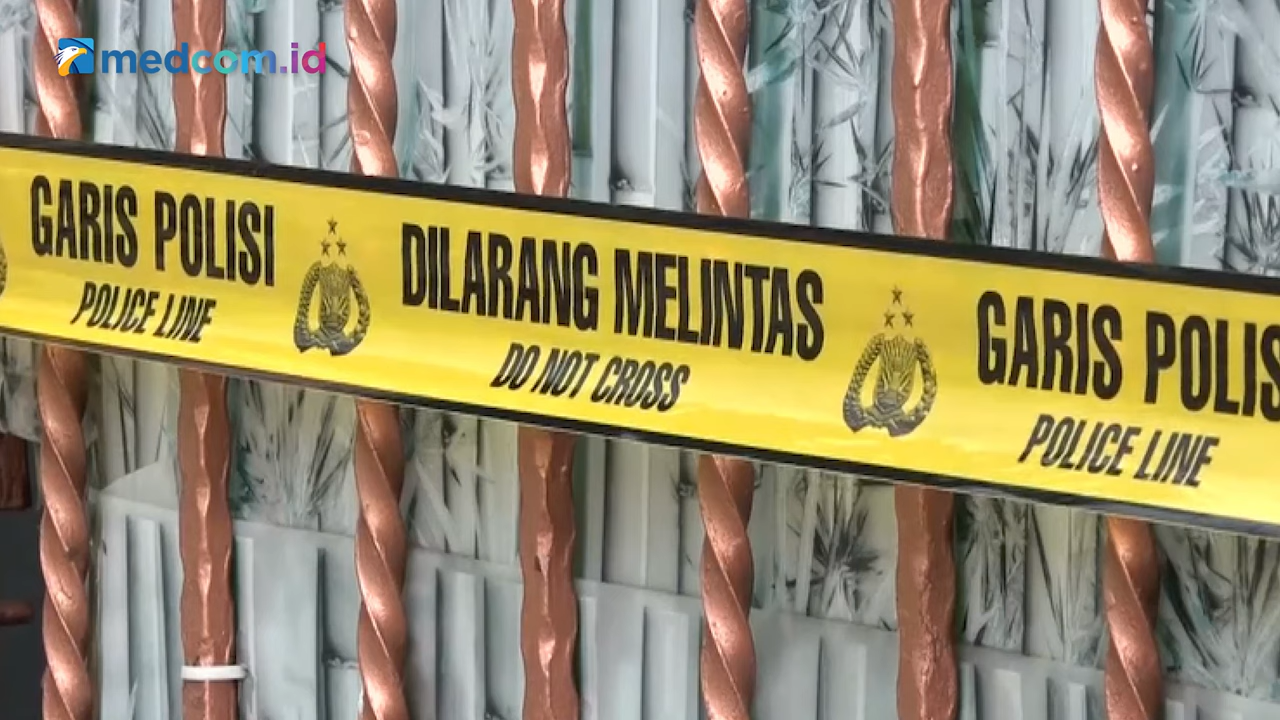 medcom.id
GARIS POLISI
POLICE LINE
DILARANG MELINTAS
DO NOT CROSS
GARIS POLIS
POLICE LINE